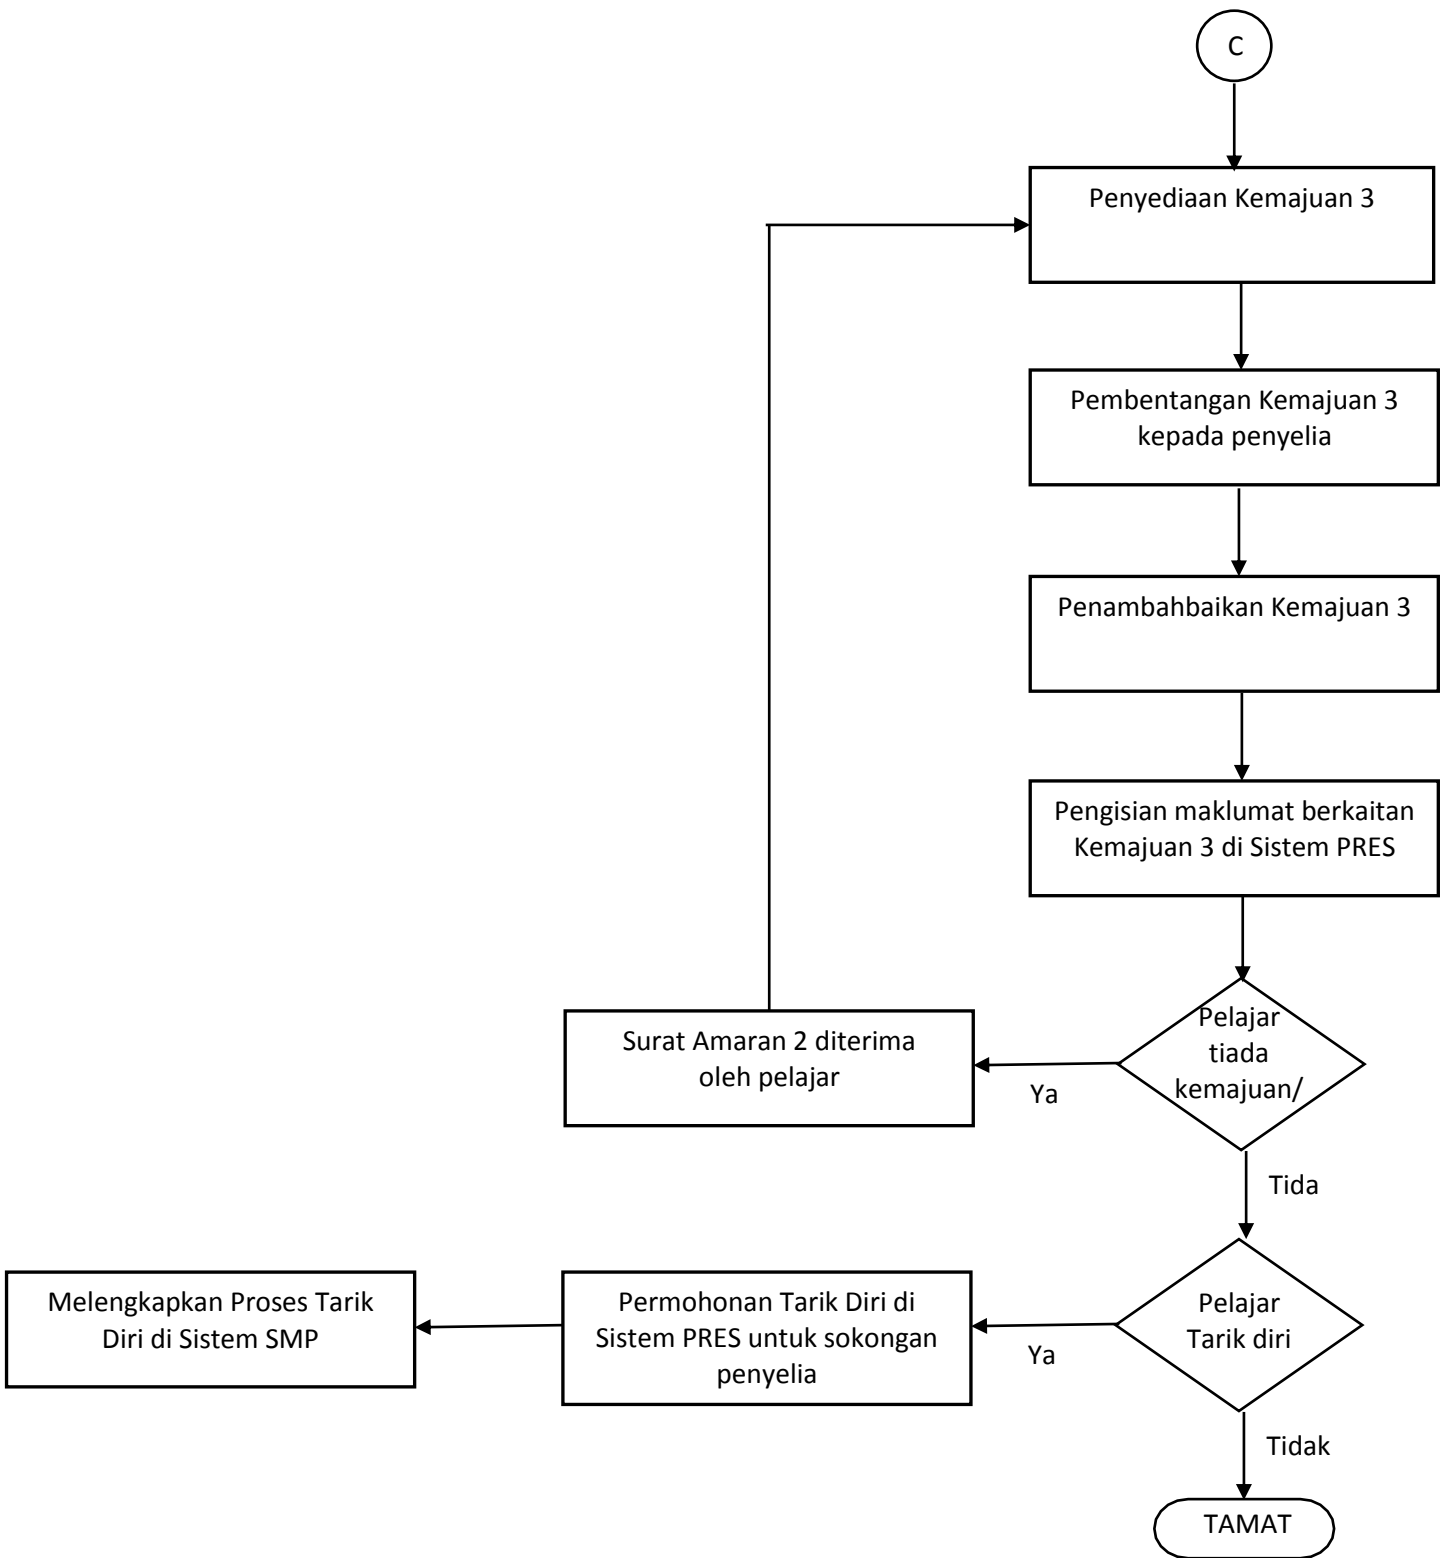 C
Penyediaan Kemajuan 3
Pembentangan Kemajuan 3
kepada penyelia
Penambahbaikan Kemajuan 3
Pengisian maklumat berkaitan
Kemajuan 3 di Sistem PRES
Pelajar
tiada
kemajuan/
Ya
Surat Amaran 2 diterima
oleh pelajar
Tida
Pelajar
Tarik diri
Ya
Permohonan Tarik Diri di
Sistem PRES untuk sokongan
penyelia
Melengkapkan Proses Tarik
Diri di Sistem SMP
Tidak
TAMAT